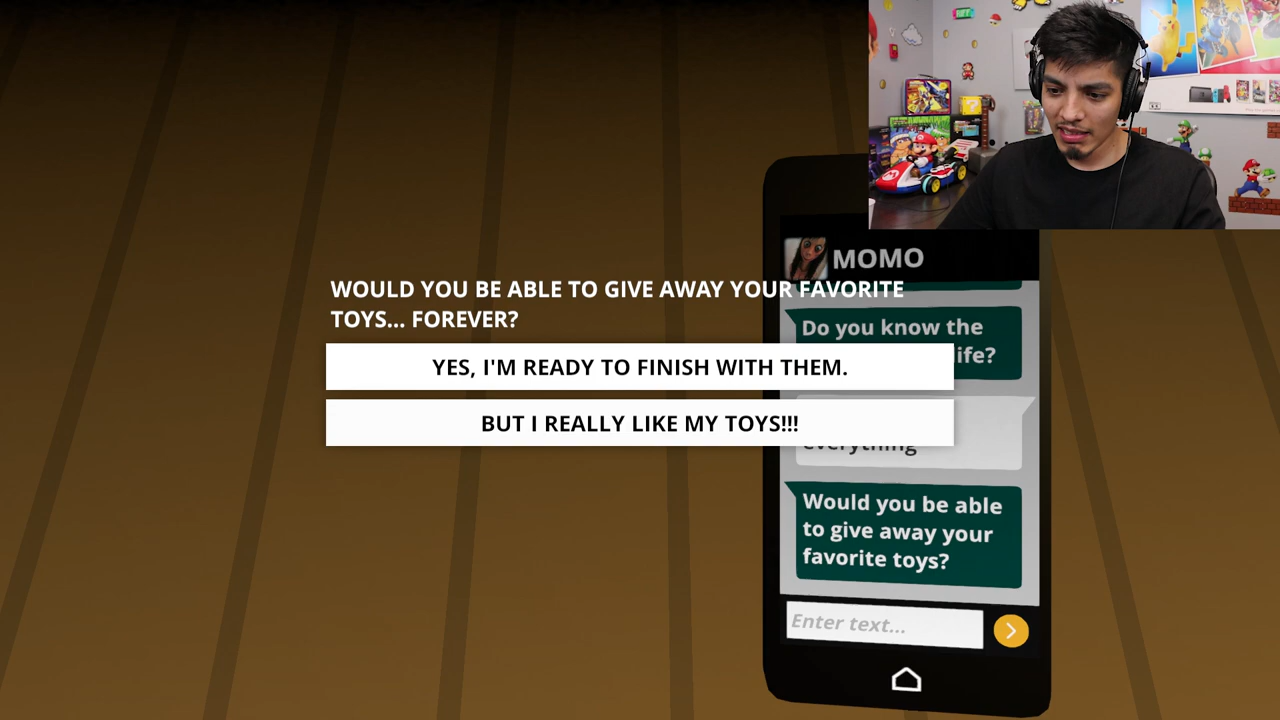 MOMO
WOULD YOU BE ABLE TO GIVE AWAY YOUR FAVORITE
TOYS... FOREVER?
Do you know the
life?
YES, I'M READY TO FINISH WITH THEM.
BUT I REALLY LIKE MY TOYS!!!
everything
Would you be able
to give away your
favorite toys?
Enter text...